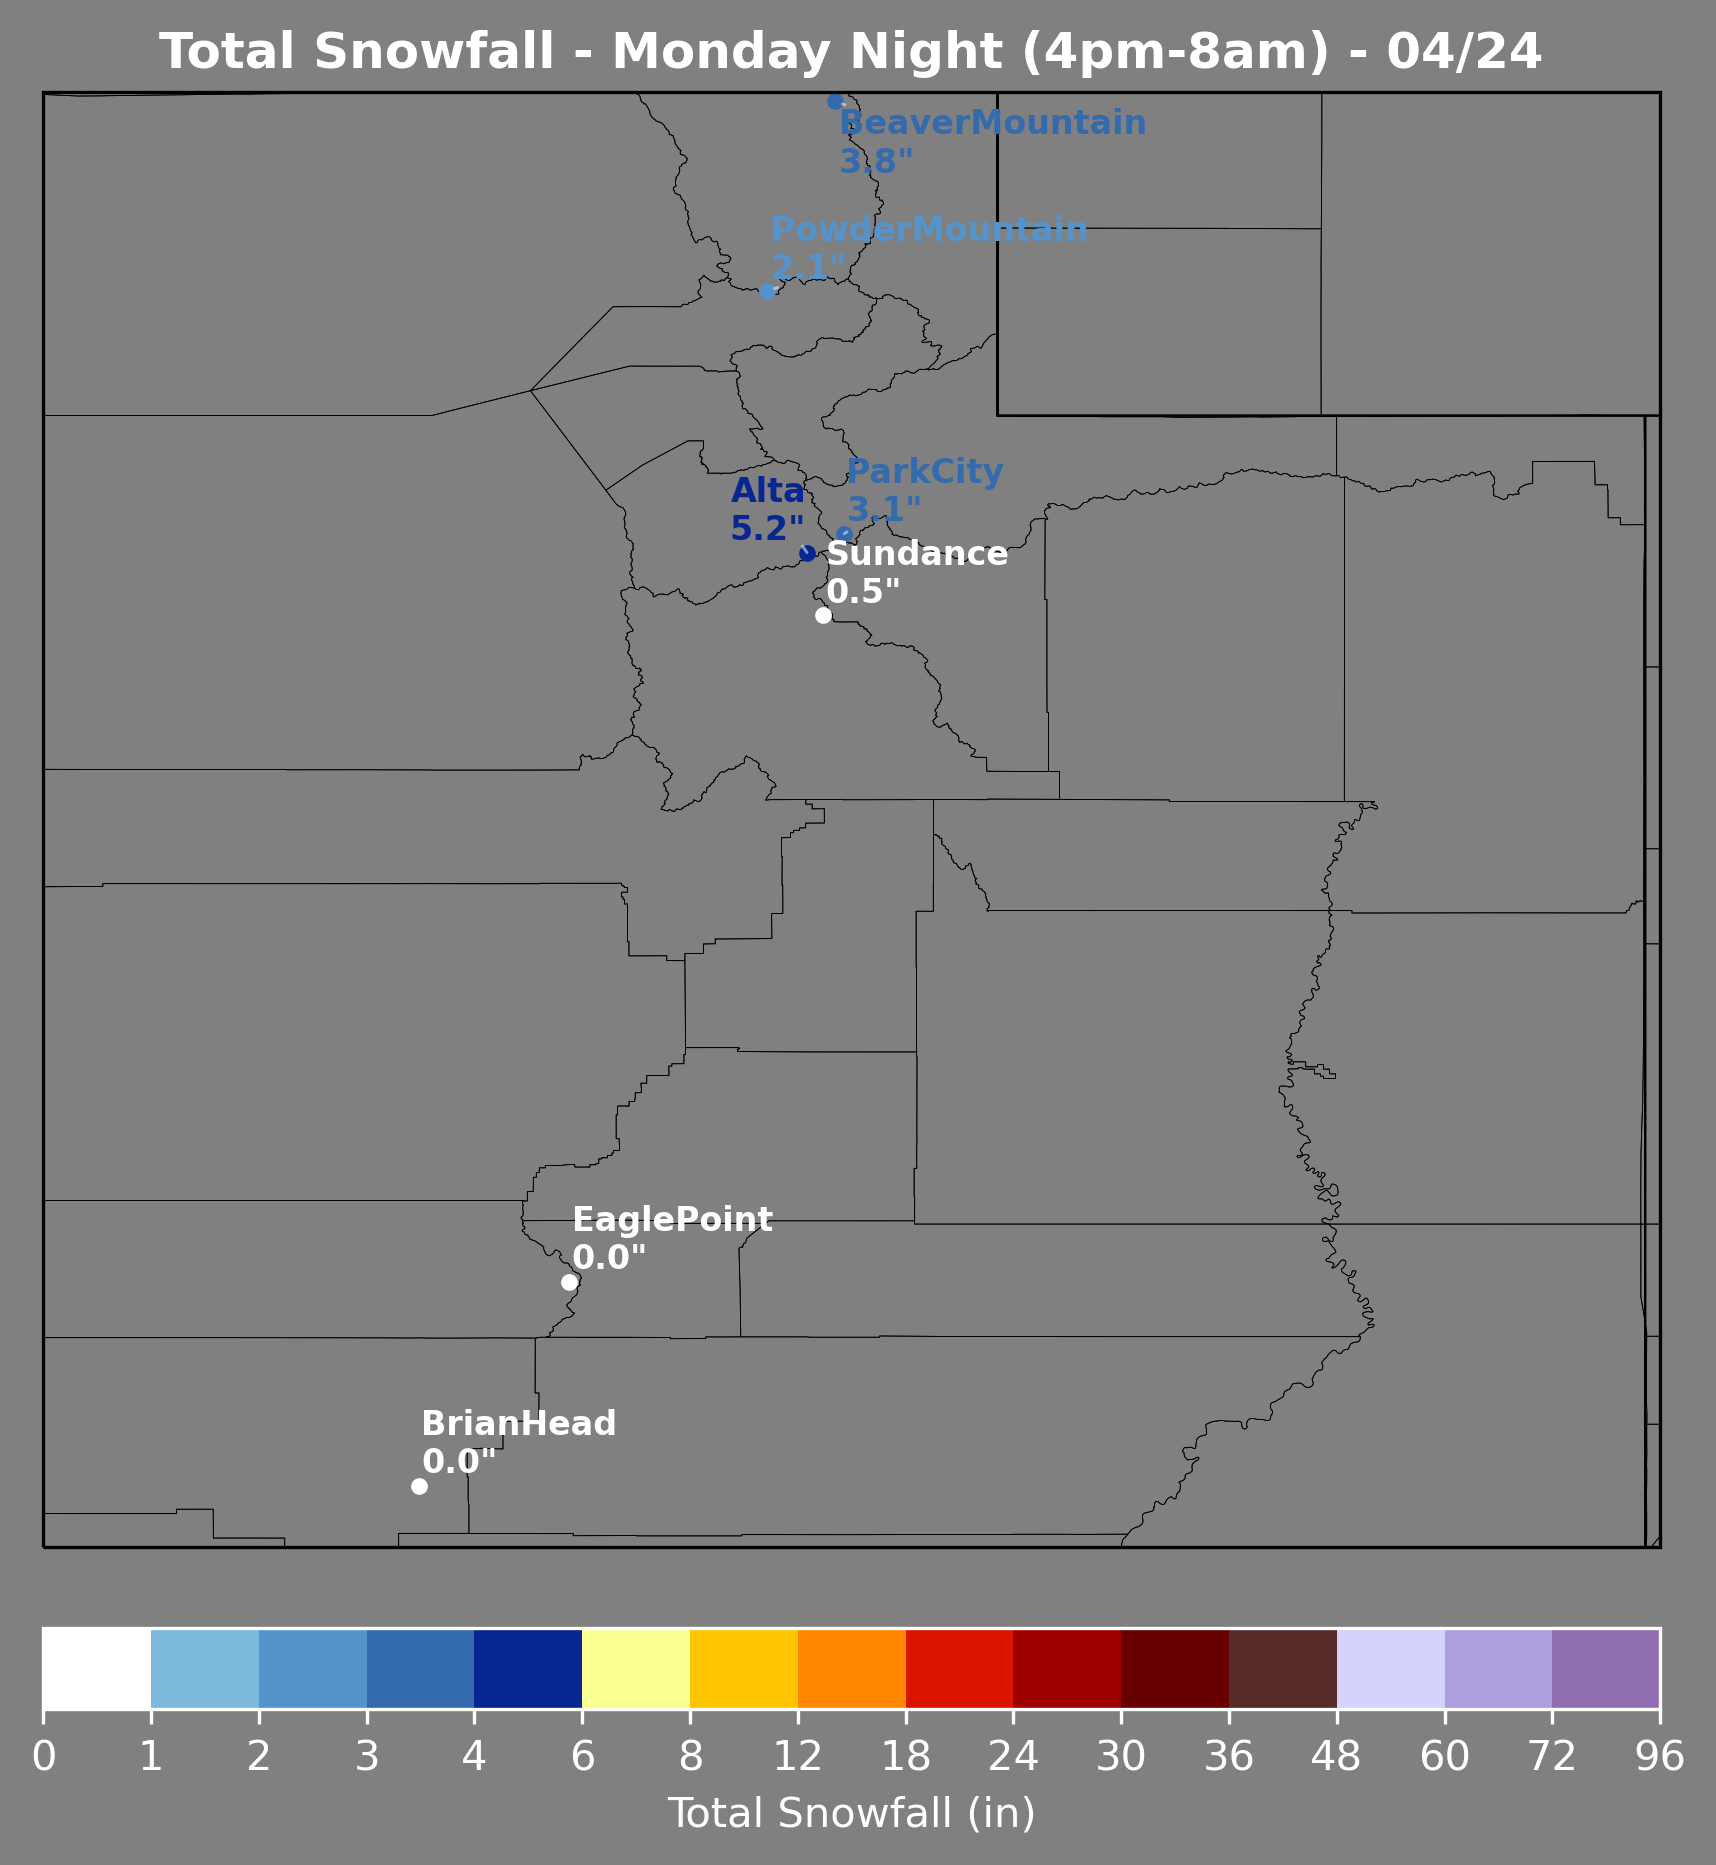 Total Snowfall - Monday Night (4pm-8am) - 04/24
BeaverMountain
3.8"
PowderMountain
2.1"
ParkCity
3.1"
Alta
5.2"
Sundance
0.5"
EaglePoint
0.0"
BrianHead
0.0"
0 1 2 3 4 6 8 12 18 24 30 36 48 60 72 96
Total Snowfall (in)